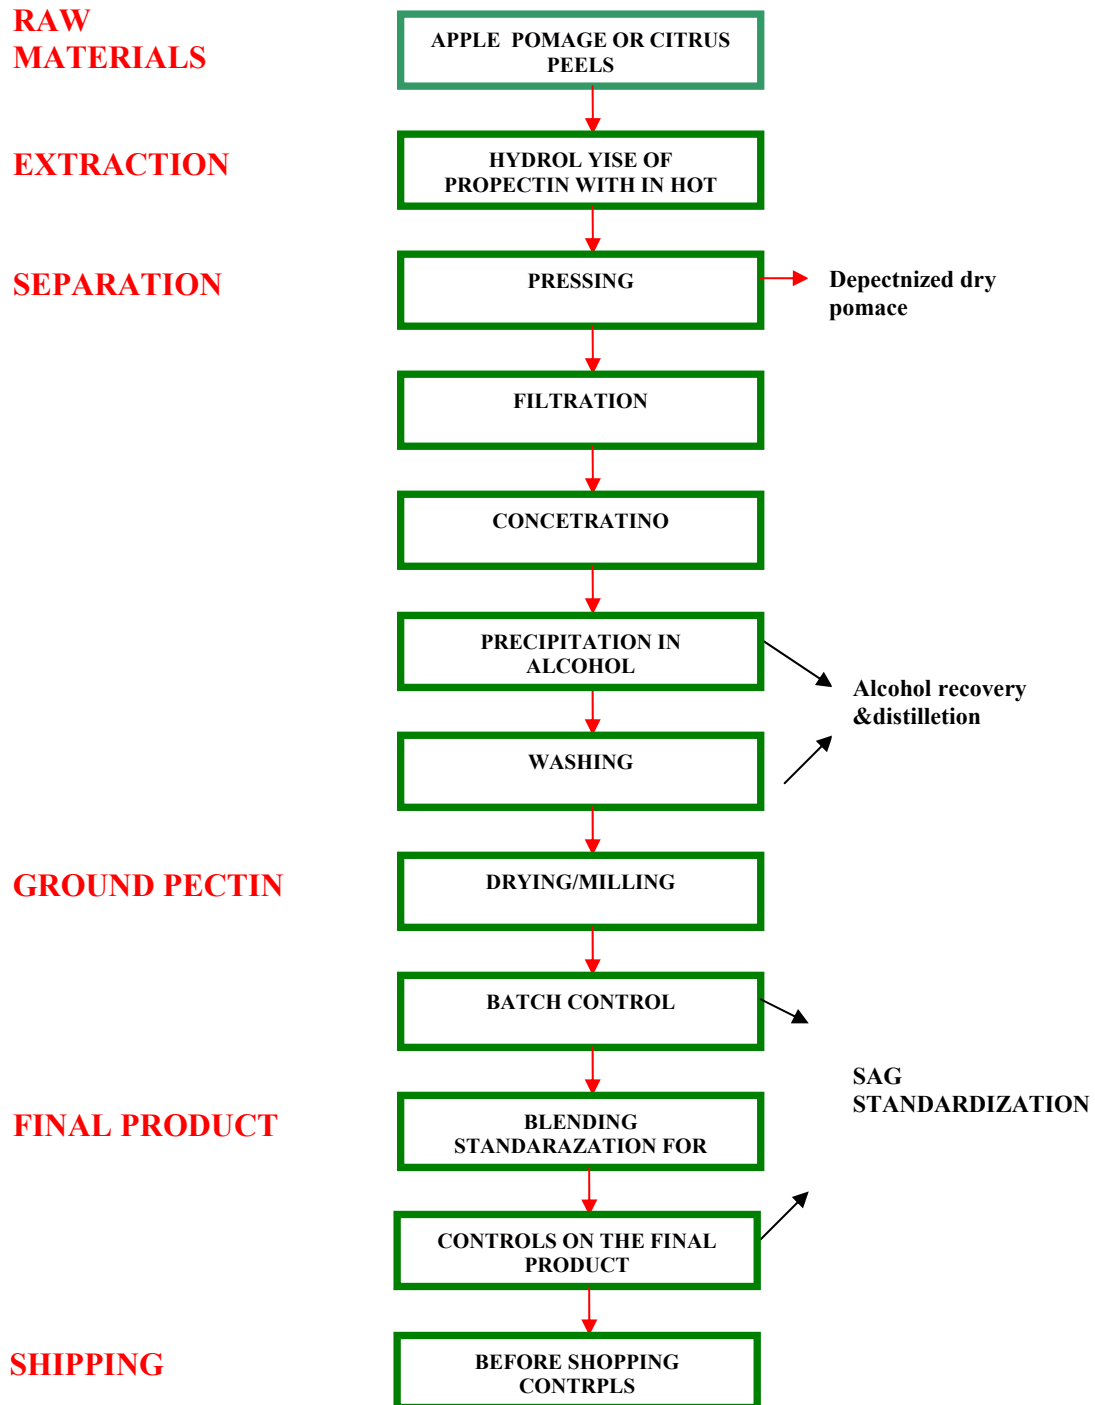 RAW
MATERIALS
APPLE POMAGE OR CITRUS
PEELS
EXTRACTION
HYDROL YISE OF
PROPECTIN WITH IN HOT
SEPARATION
PRESSING
Depectnized dry
pomace
FILTRATION
CONCETRATINO
PRECIPITATION IN
ALCOHOL
Alcohol recovery
&distilletion
WASHING
GROUND PECTIN
DRYING/MILLING
BATCH CONTROL
SAG
STANDARDIZATION
FINAL PRODUCT
BLENDING
STANDARAZATION FOR
CONTROLS ON THE FINAL
PRODUCT
SHIPPING
BEFORE SHOPPING
CONTRPLS